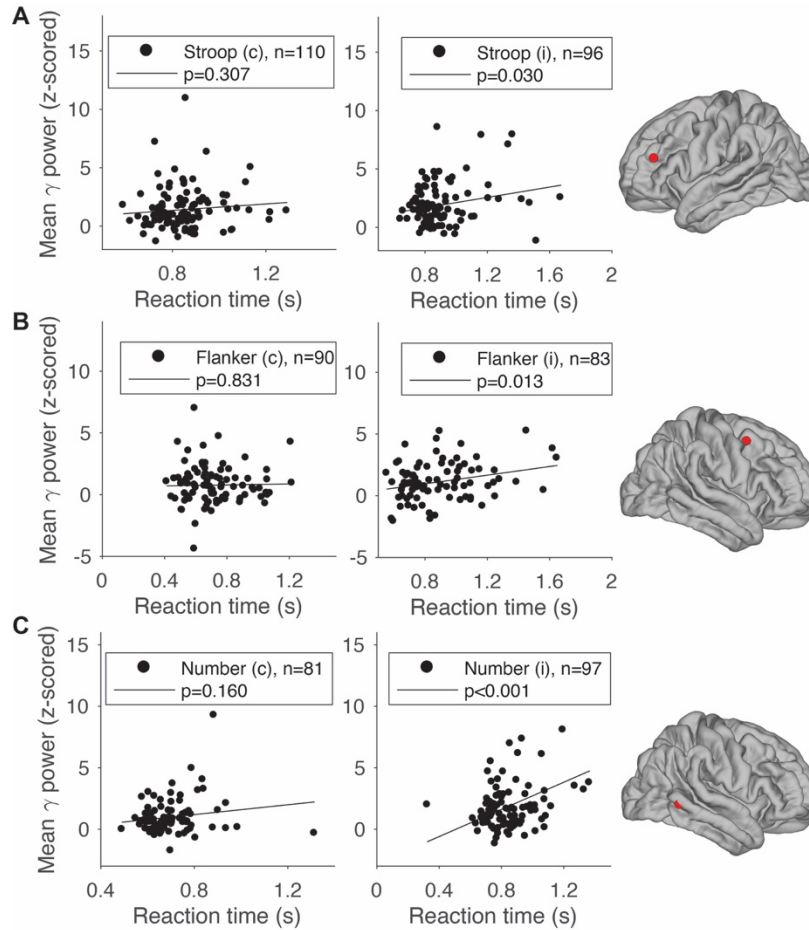 A
Mean γ power (z-scored)
15
10
5
0
Stroop (c), n=110
p=0.307
0.8
1.2
Reaction time (s)
15
10
5
0
Stroop (i), n=96
p=0.030
0.8
1.2
2
Reaction time (s)
B
Mean γ power (z-scored)
10
5
0
-5
Flanker (c), n=90
p=0.831
0
0.4
0.8
1.2
1.6
Reaction time (s)
10
5
0
-5
Flanker (i), n=83
p=0.013
0.8
1.2
1.6
2
Reaction time (s)
C
Mean γ power (z-scored)
15
10
5
0
Number (c), n=81
p=0.160
0.4
0.8
1.2
Reaction time (s)
15
10
5
0
Number (i), n=97
p<0.001
0
0.4
0.8
1.2
Reaction time (s)